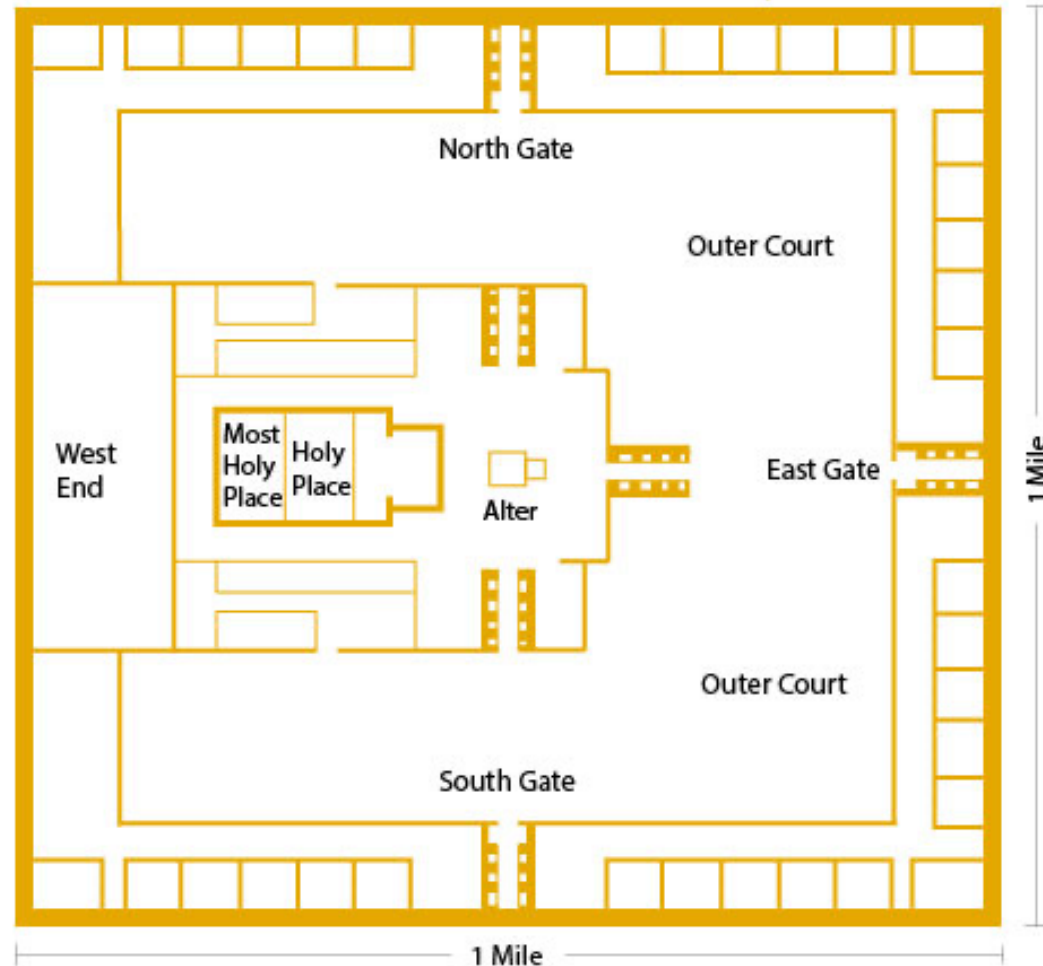 North Gate
Outer Court
West
End
Most
Holy
Place
Holy
Place
East Gate
Alter
1 Mile
Outer Court
South Gate
1 Mile